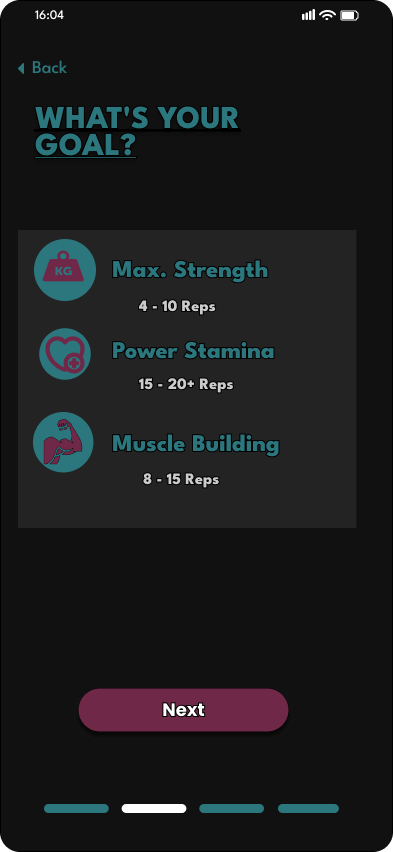 16:04
Back
WHAT'S YOUR
GOAL?
KG
Max. Strength
4 - 10 Reps
Power Stamina
15 - 20+ Reps
Muscle Building
8 - 15 Reps
Next